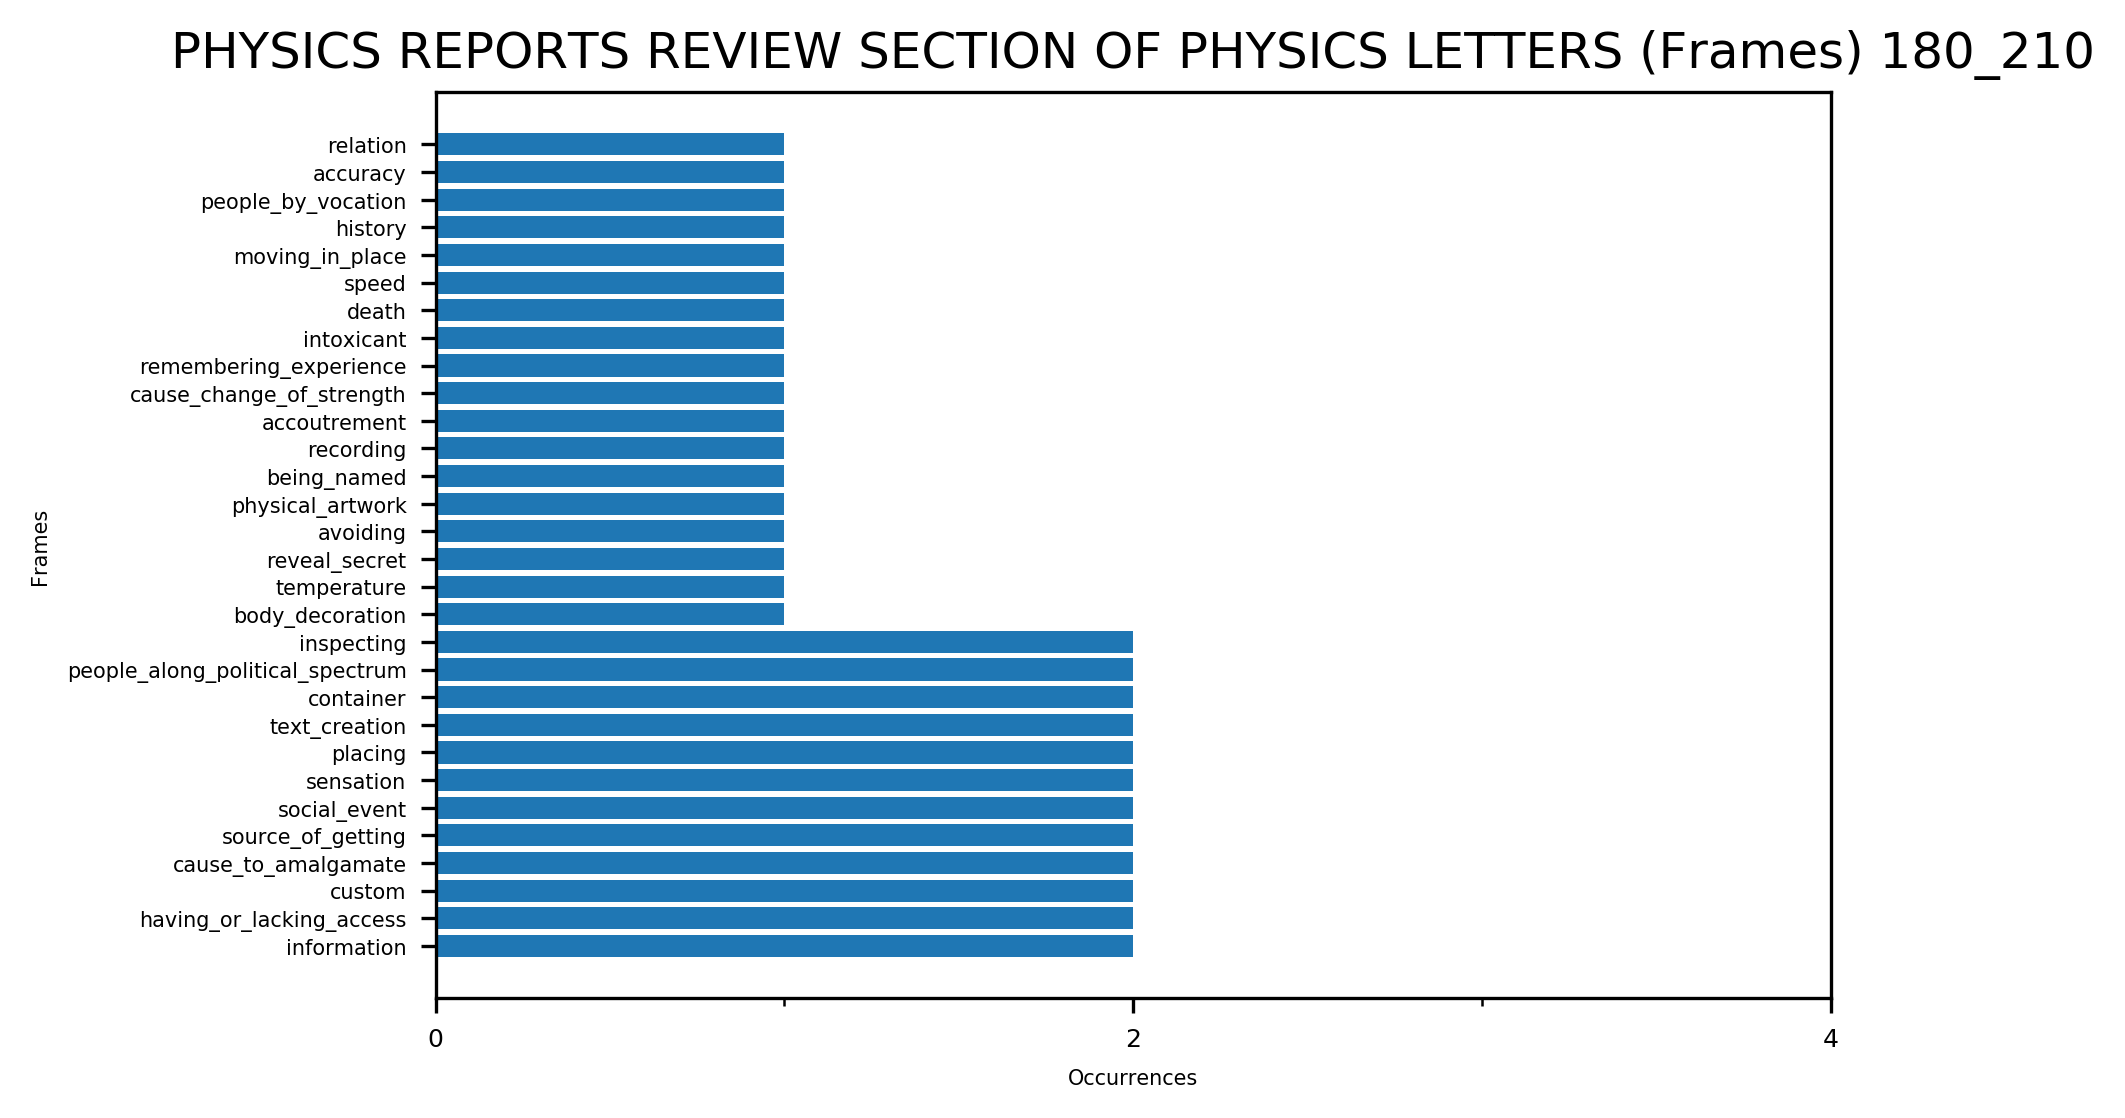 PHYSICS REPORTS REVIEW SECTION OF PHYSICS LETTERS (Frames) 180_210
relation
accuracy
people_by_vocation
history
moving_in_place
speed
death
intoxicant
remembering_experience
cause_change_of_strength
accoutrement
recording
being_named
physical_artwork
avoiding
reveal_secret
temperature
body_decoration
inspecting
people_along_political_spectrum
container
text_creation
placing
sensation
social_event
source_of_getting
cause_to_amalgamate
custom
having_or_lacking_access
information
Frames
0 2 4
Occurrences